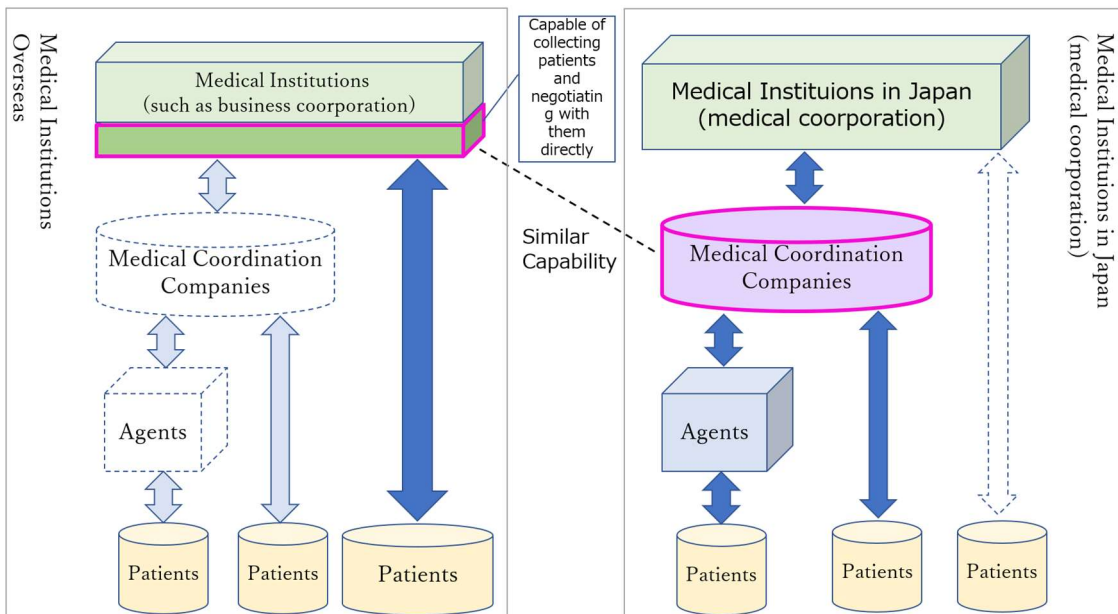 Medical Institutions
Overseas
Medical Institutions
(such as business coorporation)
Capable of
collecting
patients
and
negotiatin
g with
them
directly
Medical Coordination
Companies
Agents
Patients
Patients
Patients
Similar
Capability
Medical Instituions in Japan
(medical coorporation)
Medical Coordination
Companies
Agents
Patients
Patients
Patients
Medical Instituions in Japan
(medical coorporation)